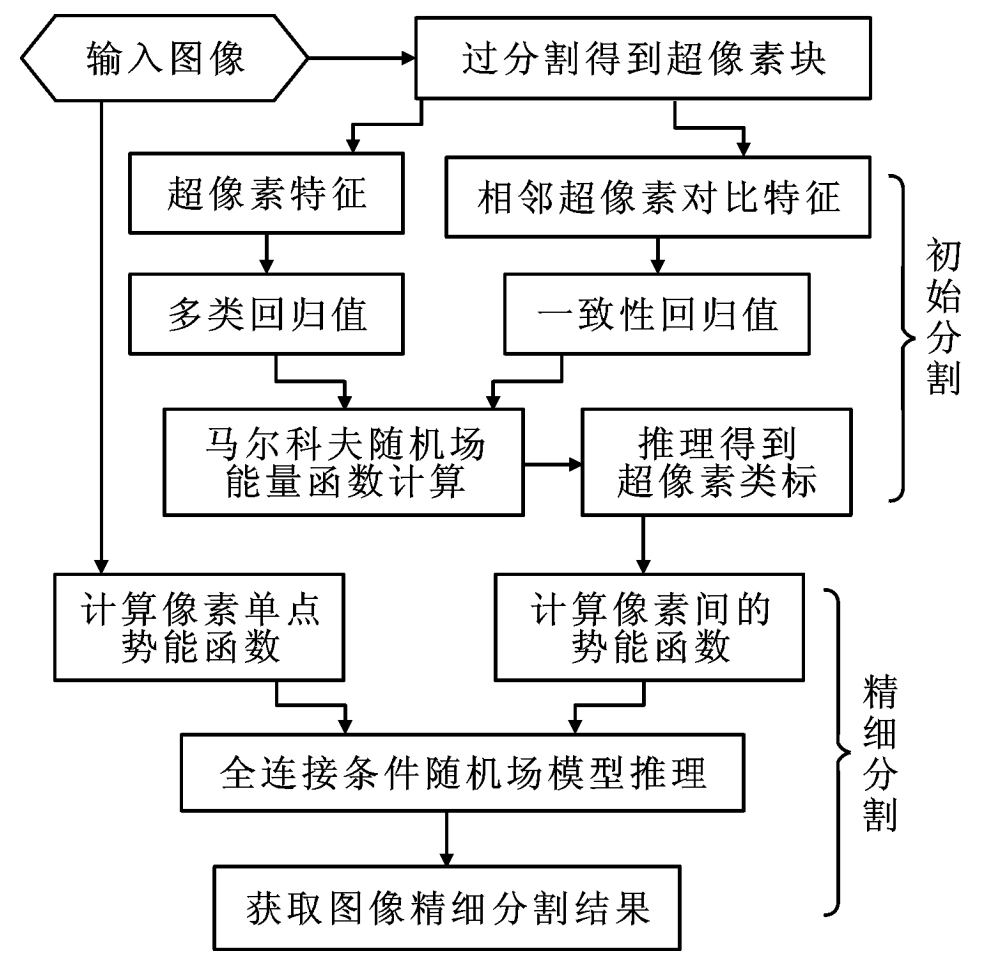 输入图像
过分割得到超像素块
超像素特征
相邻超像素对比特征
多类回归值
一致性回归值
马尔科夫随机场
能量函数计算
推理得到
超像素类标
初始分割
计算像素单点
势能函数
计算像素间的
势能函数
全连接条件随机场模型推理
获取图像精细分割结果
精细分割